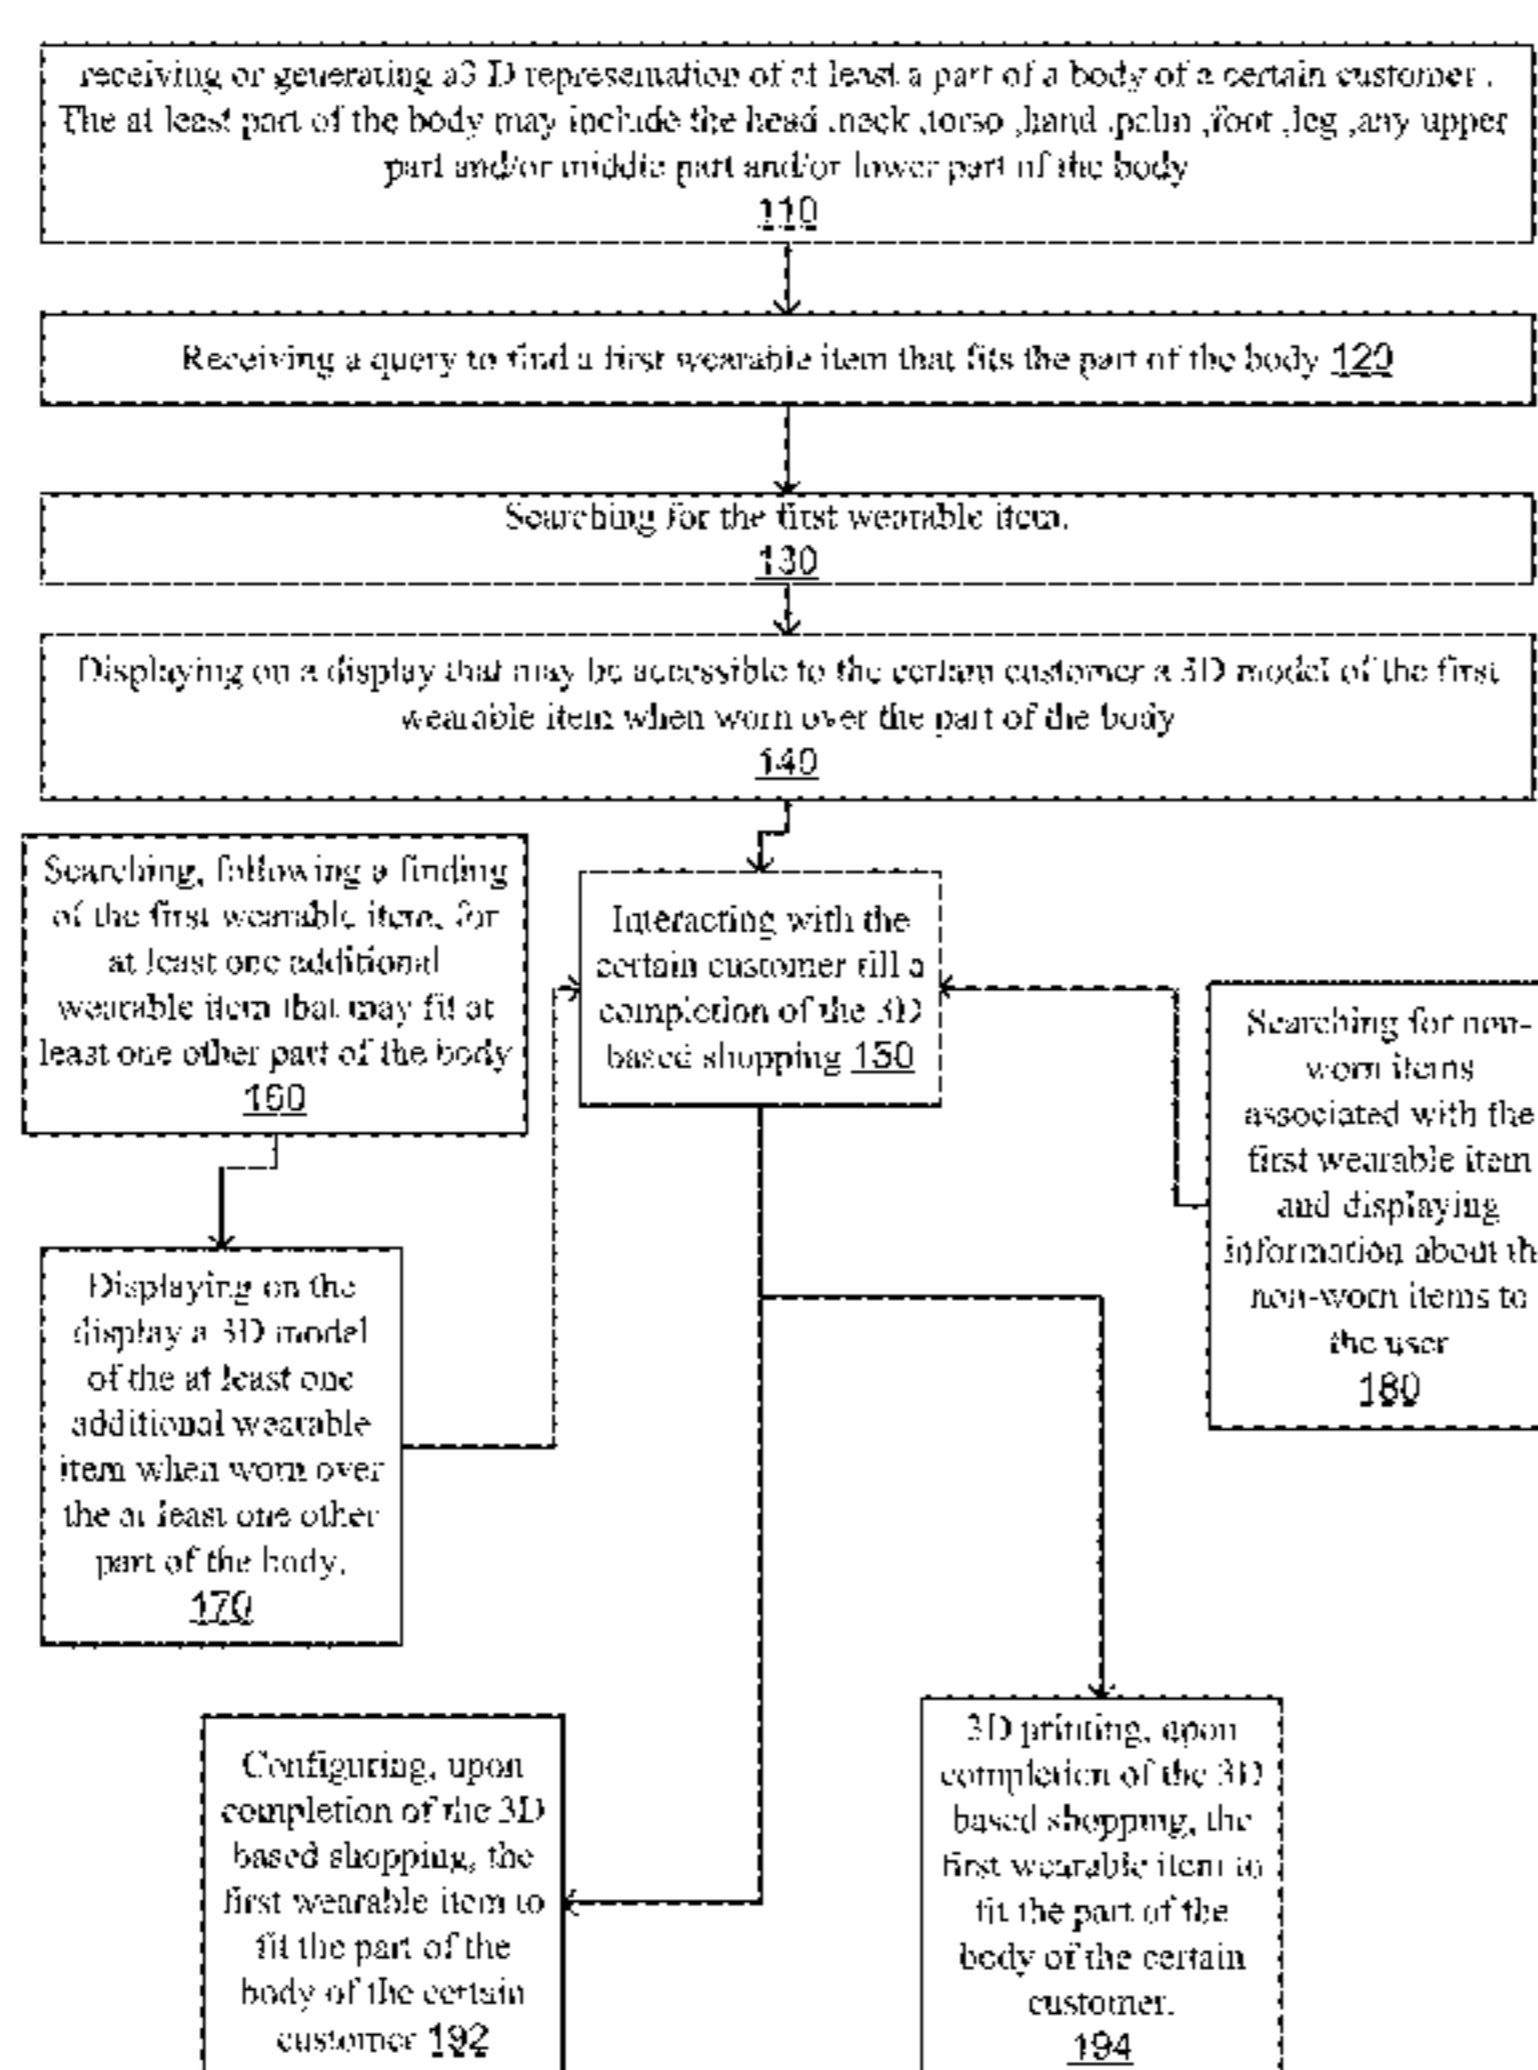 receiving or generating a3 D representation of at least a part of a body of a certain customer .
The at least part of the body may include the head ,neck ,torso ,hand ,palm ,foot ,leg ,any upper
part and/or middle part and/or lower part of the body
110
Receiving a query to find a first wearable item that fits the part of the body 120
Searching for the first wearable item.
130
Displaying on a display that may be accessible to the certain customer a 3D model of the first
wearable item when worn over the part of the body
140
Searching, following a finding
of the first wearable item, for
at least one additional
wearable item that may fit at
least one other part of the body
160
Interacting with the
certain customer till a
completion of the 3D
based shopping 150
Searching for non-
worn items
associated with the
first wearable item
and displaying
information about th
non-worn items to
the user
180
Displaying on the
display a 3D model
of the at least one
additional wearable
item when worn over
the at least one other
part of the body.
170
Configuring, upon
completion of the 3D
based shopping, the
first wearable item to
fit the part of the
body of the certain
customer 192
3D printing, upon
completion of the 3D
based shopping, the
first wearable item to
fit the part of the
body of the certain
customer.
194